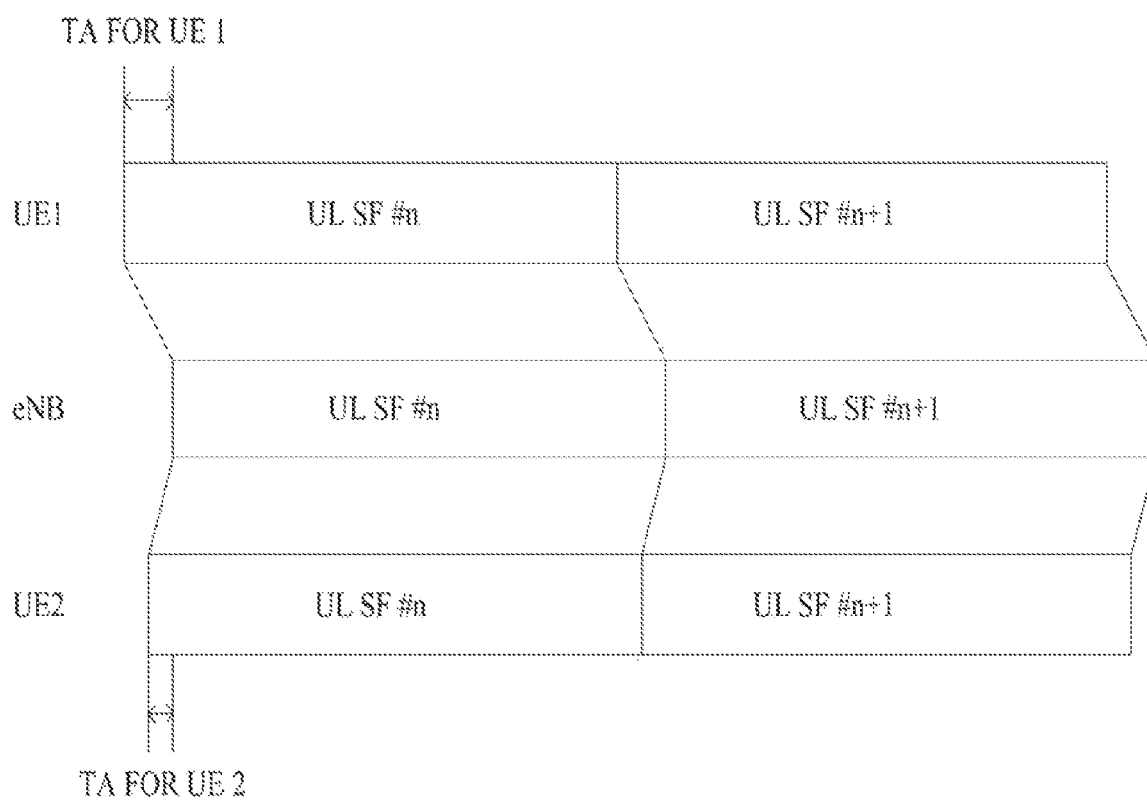 TA FOR UE 1
UE1 UL SF #n UL SF #n+1
eNB UL SF #n UL SF #n+1
UE2 UL SF #n UL SF #n+1
TA FOR UE 2